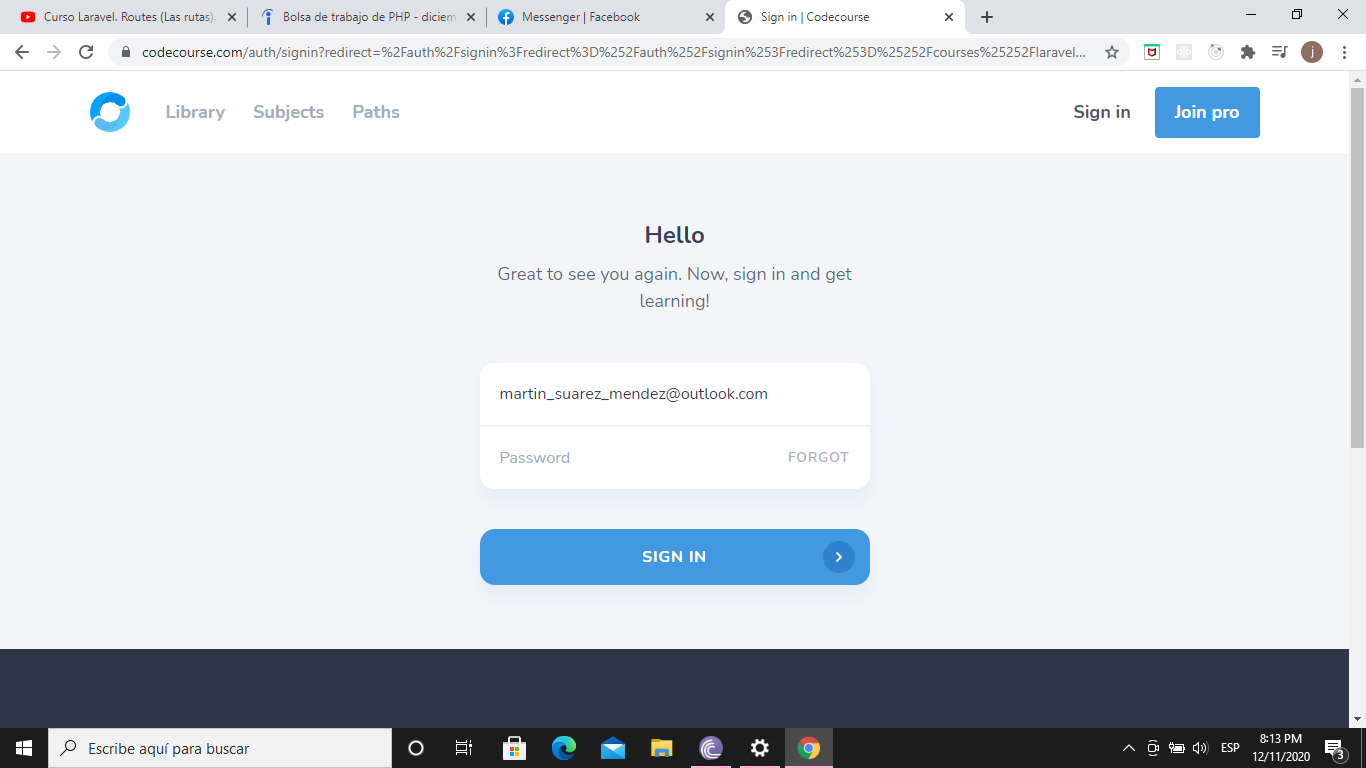 Curso Laravel. Routes (Las rutas).
Bolsa de trabajo de PHP - diciem
Messenger | Facebook
Sign in | Codecourse
codecourse.com/auth/signin?redirect=%2Fauth%2Fsignin%3Fredirect%3D%252Fauth%252Fsignin%253Fredirect%253D%25252Fcourses%25252Flaravel...
j
Library
Subjects
Paths
Sign in
Join pro
Hello
Great to see you again. Now, sign in and get
learning!
martin_suarez_mendez@outlook.com
Password
FORGOT
SIGN IN
Escribe aquí para buscar
ESP
8:13 PM
12/11/2020
3